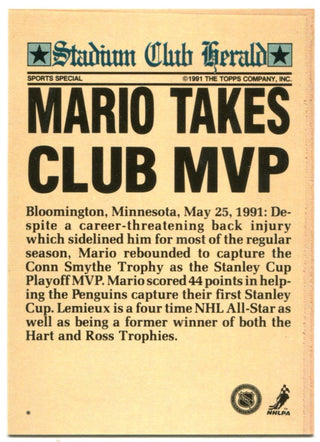 Stadium Club Herald
SPORTS SPECIAL ©1991 THE TOPPS COMPANY, INC.
MARIO TAKES
CLUB MVP
Bloomington, Minnesota, May 25, 1991: De-
spite a career-threatening back injury
which sidelined him for most of the regular
season, Mario rebounded to capture the
Conn Smythe Trophy as the Stanley Cup
Playoff MVP. Mario scored 44 points in help-
ing the Penguins capture their first Stanley
Cup. Lemieux is a four time NHL All-Star as
well as being a former winner of both the
Hart and Ross Trophies.
*
NHLPA